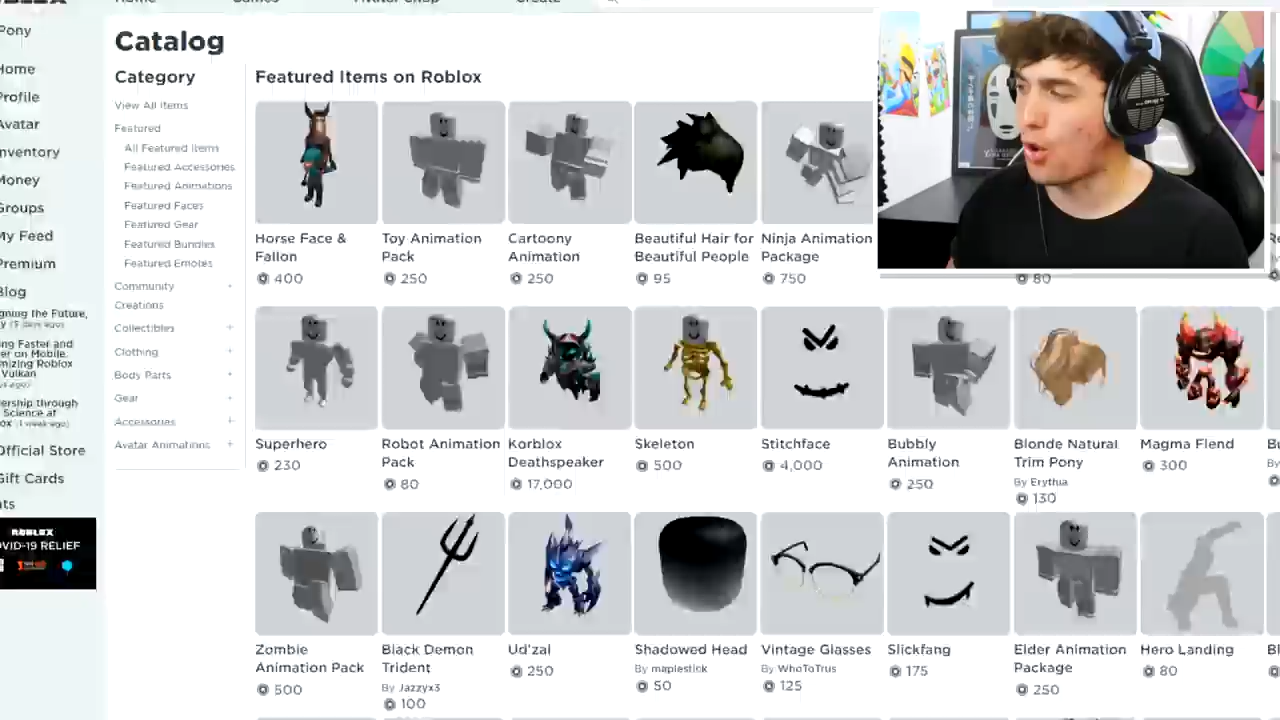 Home
Create
Pony
Home
Profile
Avatar
Inventory
Money
Groups
My Feed
Premium
Blog
Official Store
Gift Cards
ROBLOX
COVID-19 RELIEF
Catalog
Category
View All Items
Featured
All Featured Items
Featured Accessories
Featured Animations
Featured Faces
Featured Gear
Featured Bundles
Featured Emotes
Community
Creations
Collectibles +
Clothing +
Body Parts +
Gear +
Accessories +
Avatar Animations +
Featured Items on Roblox
Horse Face &
Fallon
400
Toy Animation
Pack
250
Cartoony
Animation
250
Beautiful Hair for
Beautiful People
95
Ninja Animation
Package
750
80
Superhero
230
Robot Animation
Pack
80
Korblox
Deathspeaker
17,000
Skeleton
500
Stitchface
4,000
Bubbly
Animation
250
Blonde Natural
Trim Pony
By Erythia
130
Magma Fiend
300
Zombie
Animation Pack
500
Black Demon
Trident
By Jazzyx3
100
Ud'zal
250
Shadowed Head
By maplestick
50
Vintage Glasses
By WhoToTrus
125
Slickfang
175
Elder Animation
Package
250
Hero Landing
80